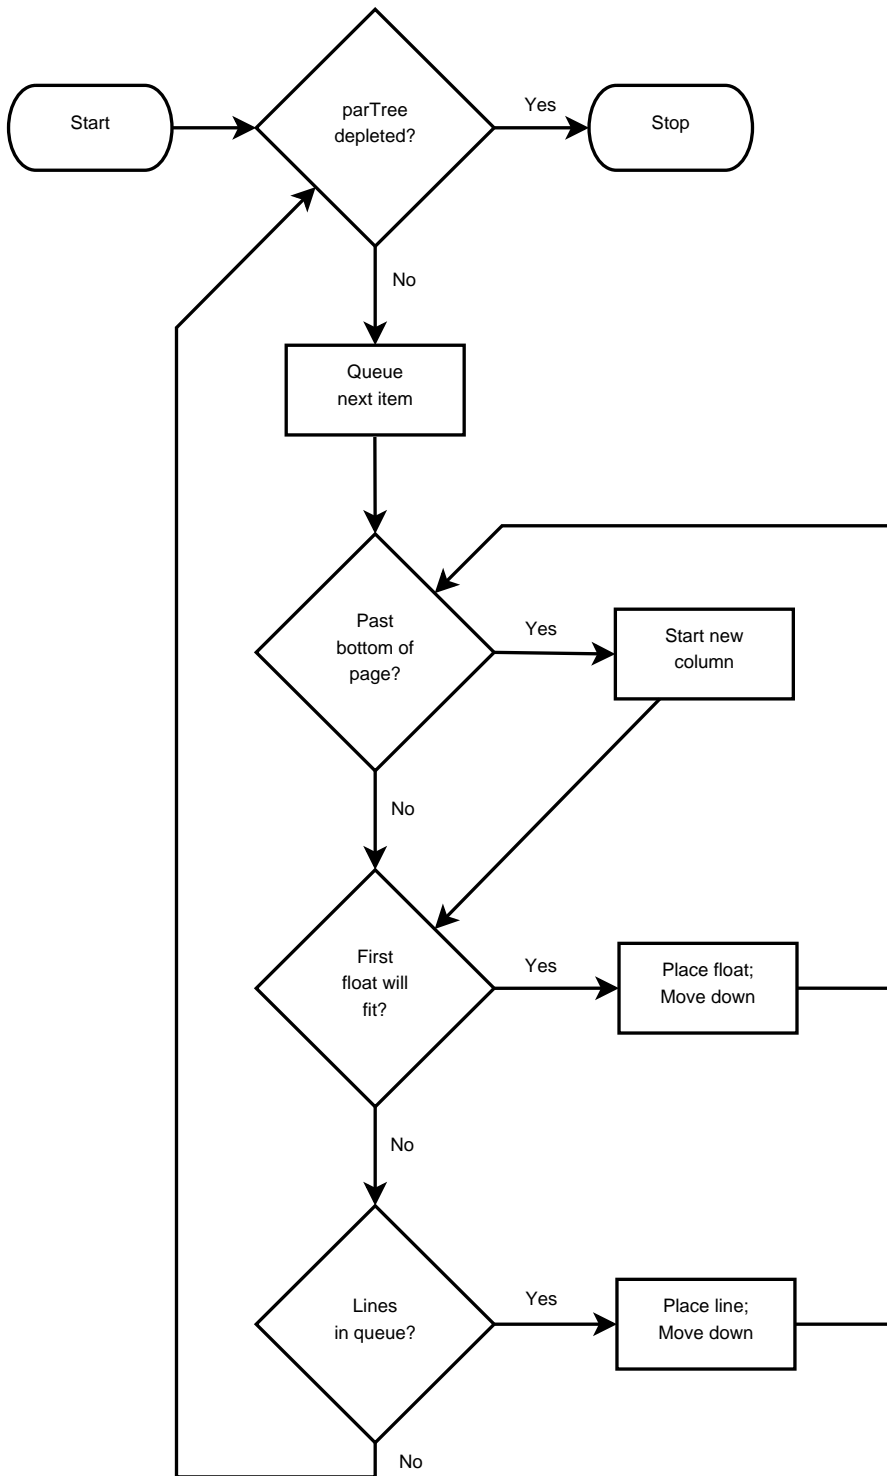 Start
parTree
depleted?
Yes
Stop
No
Queue
next item
Past
bottom of
page?
Yes
Start new
column
No
First
float will
fit?
Yes
Place float;
Move down
No
Lines
in queue?
Yes
Place line;
Move down
No